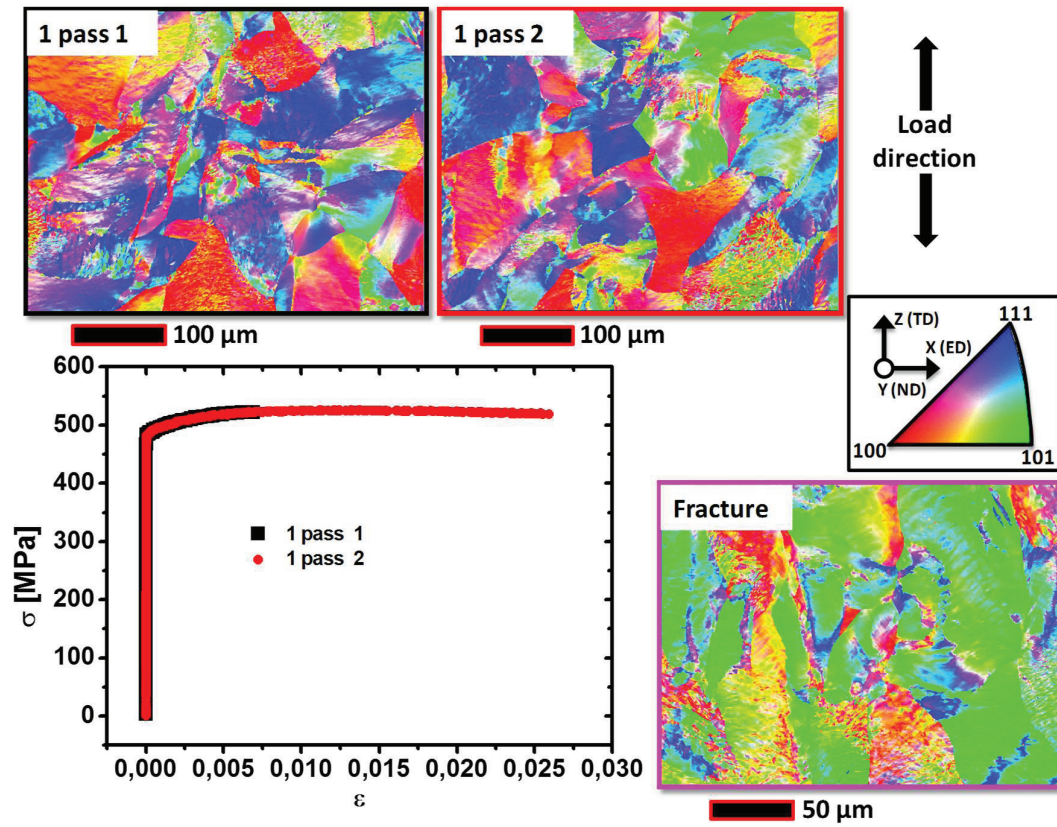 1 pass 1
1 pass 2
Load
direction
100 µm
100 µm
111
Z (TD)
X (ED)
Y (ND)
100
101
600
500
400
300
200
100
0
σ [MPa]
1 pass 1
1 pass 2
0,000
0,005
0,010
0,015
0,020
0,025
0,030
ε
Fracture
50 µm